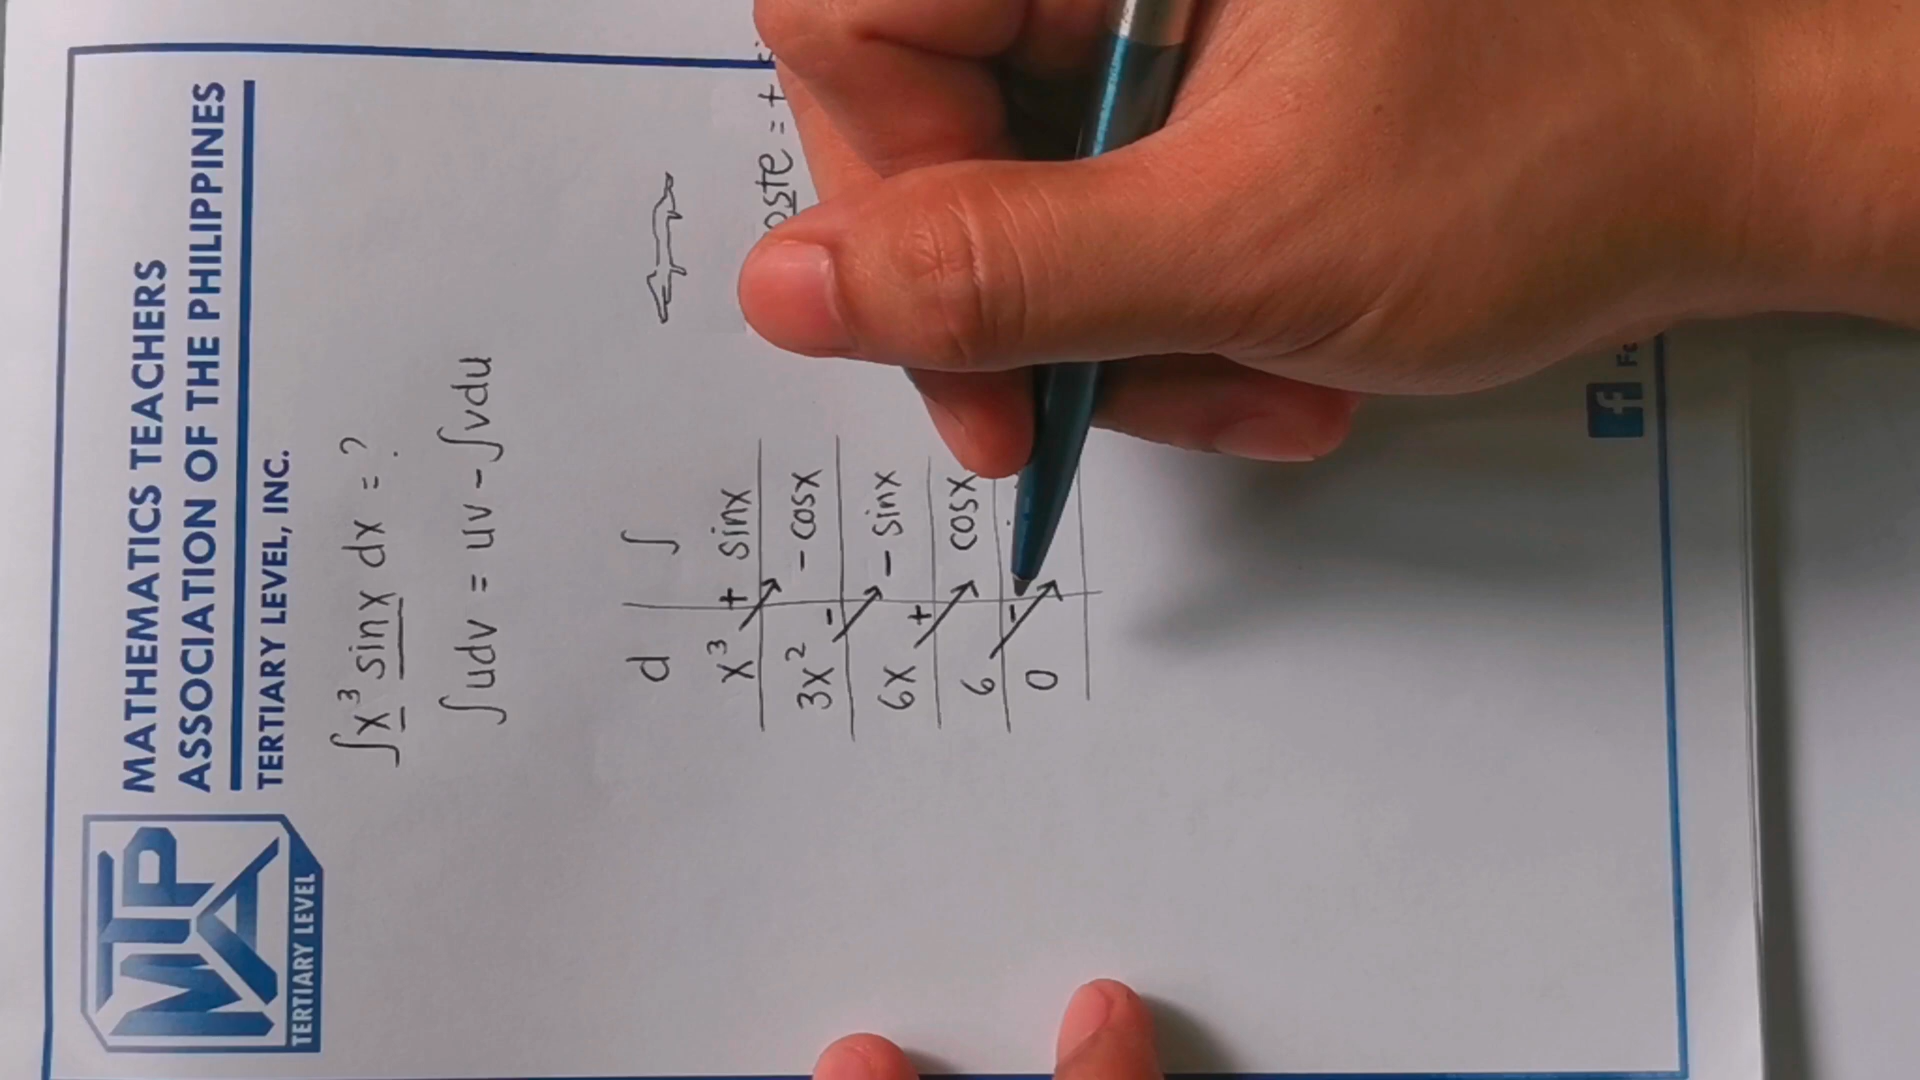 MTAP
TERTIARY LEVEL
MATHEMATICS TEACHERS
ASSOCIATION OF THE PHILIPPINES
TERTIARY LEVEL, INC.
∫x³ sinx dx = ?
∫udv = uv - ∫vdu
d ∫
x³ + sinx
3x² - -cosx
6x + -sinx
6 - cosx
0
= +
f